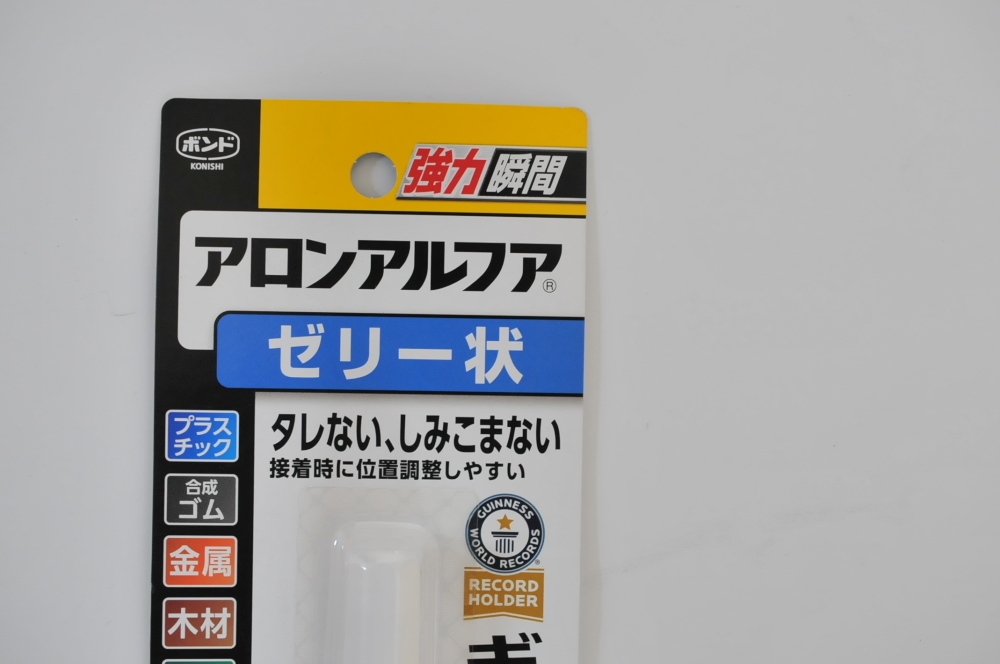 ボンド
KONISHI
強力瞬間
アロンアルフア®
ゼリー状
タレない、しみこまない
接着時に位置調整しやすい
プラス
チック
合成
ゴム
金属
木材
GUINNESS
WORLD RECORDS
RECORD
HOLDER
ギ